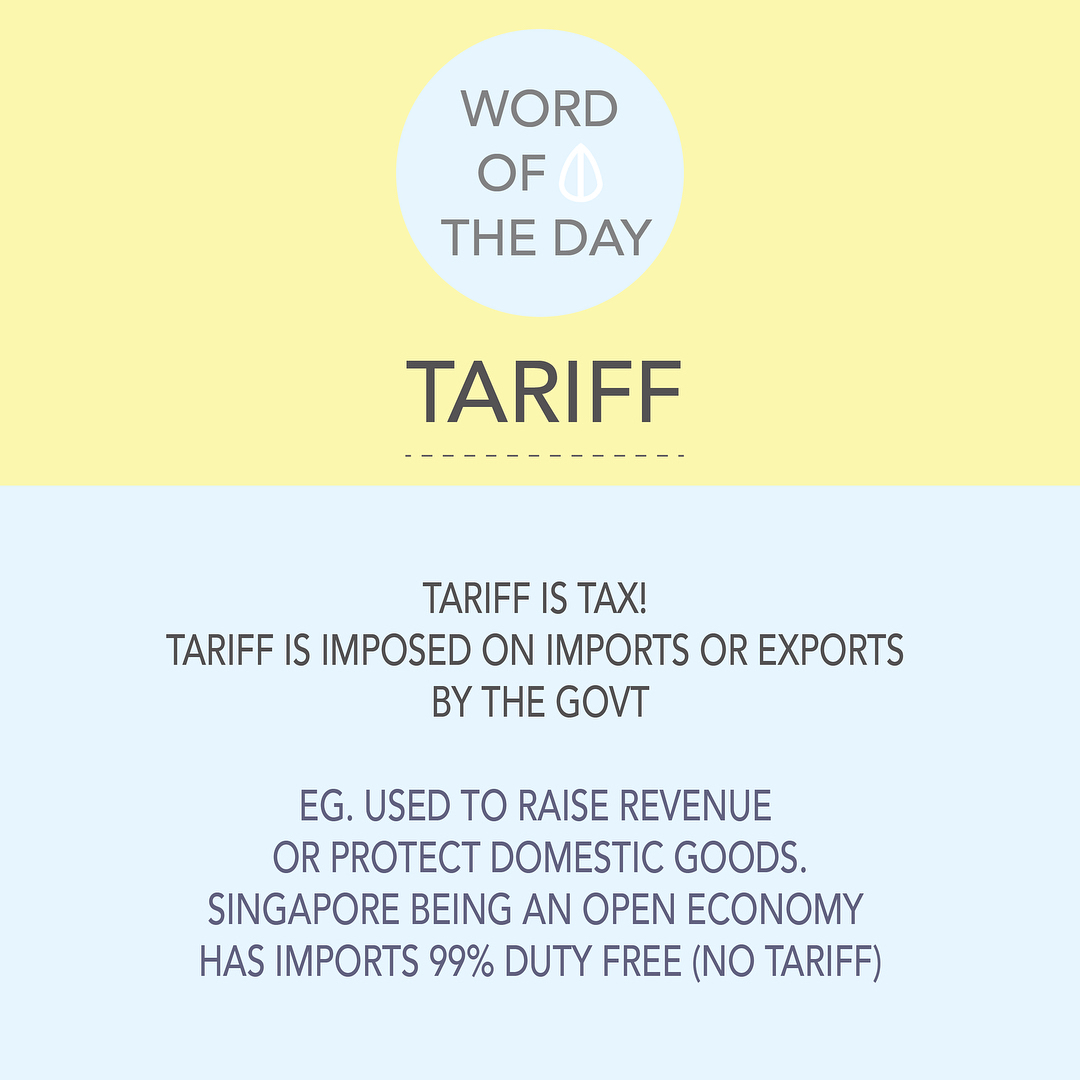 WORD
OF
THE DAY
TARIFF
TARIFF IS TAX!
TARIFF IS IMPOSED ON IMPORTS OR EXPORTS
BY THE GOVT
EG. USED TO RAISE REVENUE
OR PROTECT DOMESTIC GOODS.
SINGAPORE BEING AN OPEN ECONOMY
HAS IMPORTS 99% DUTY FREE (NO TARIFF)